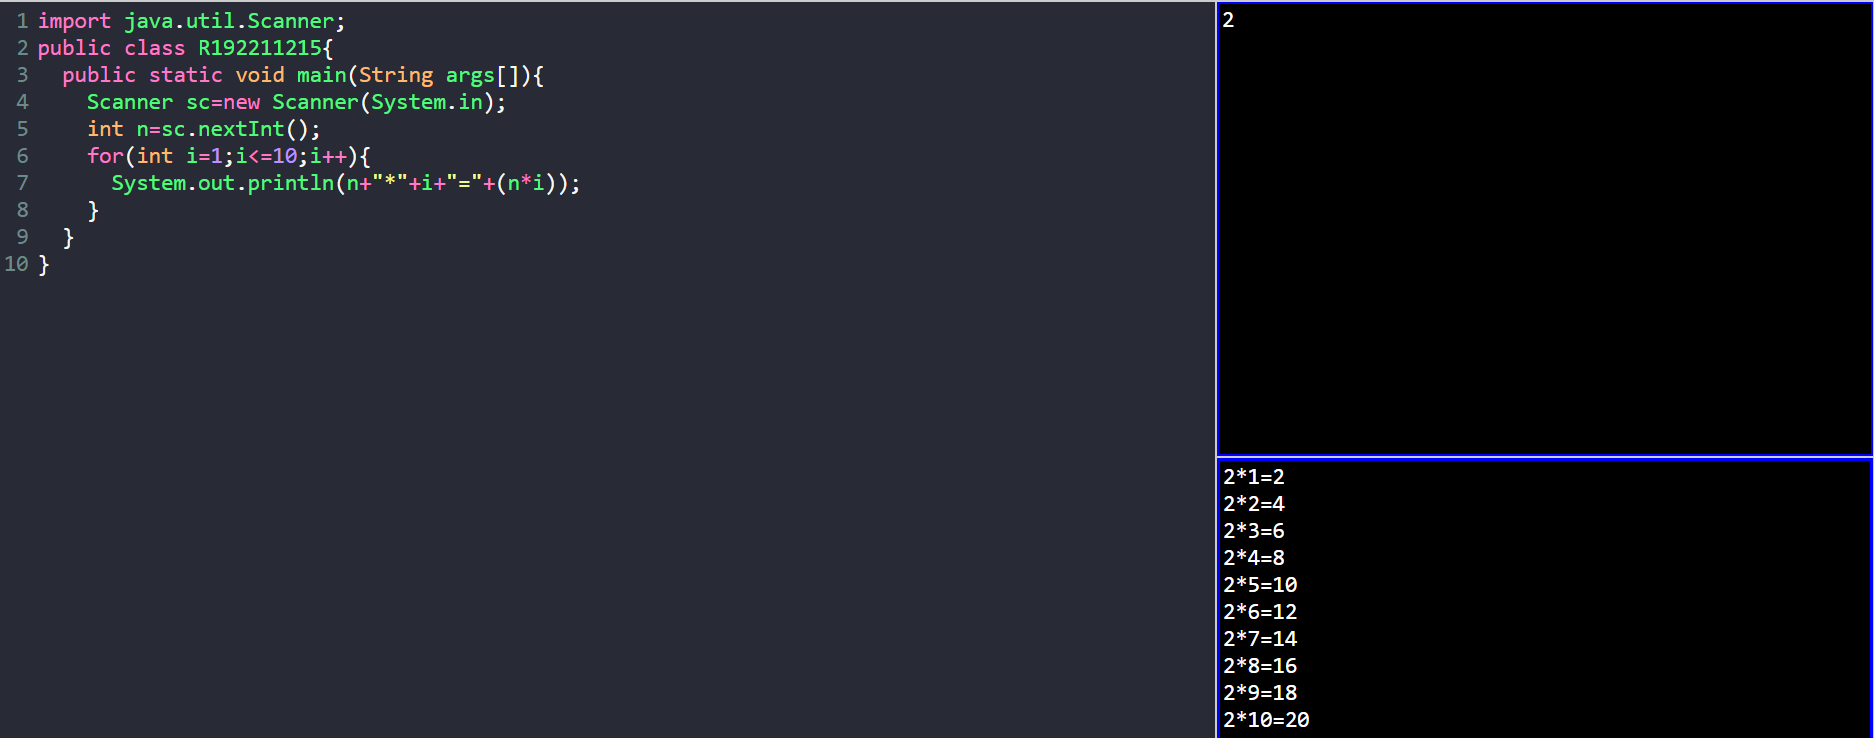 1 import java.util.Scanner;
2 public class R192211215{
3   public static void main(String args[]){
4     Scanner sc=new Scanner(System.in);
5     int n=sc.nextInt();
6     for(int i=1;i<=10;i++){
7       System.out.println(n+"*"+i+"="+(n*i));
8     }
9   }
10 }
2
2*1=2
2*2=4
2*3=6
2*4=8
2*5=10
2*6=12
2*7=14
2*8=16
2*9=18
2*10=20